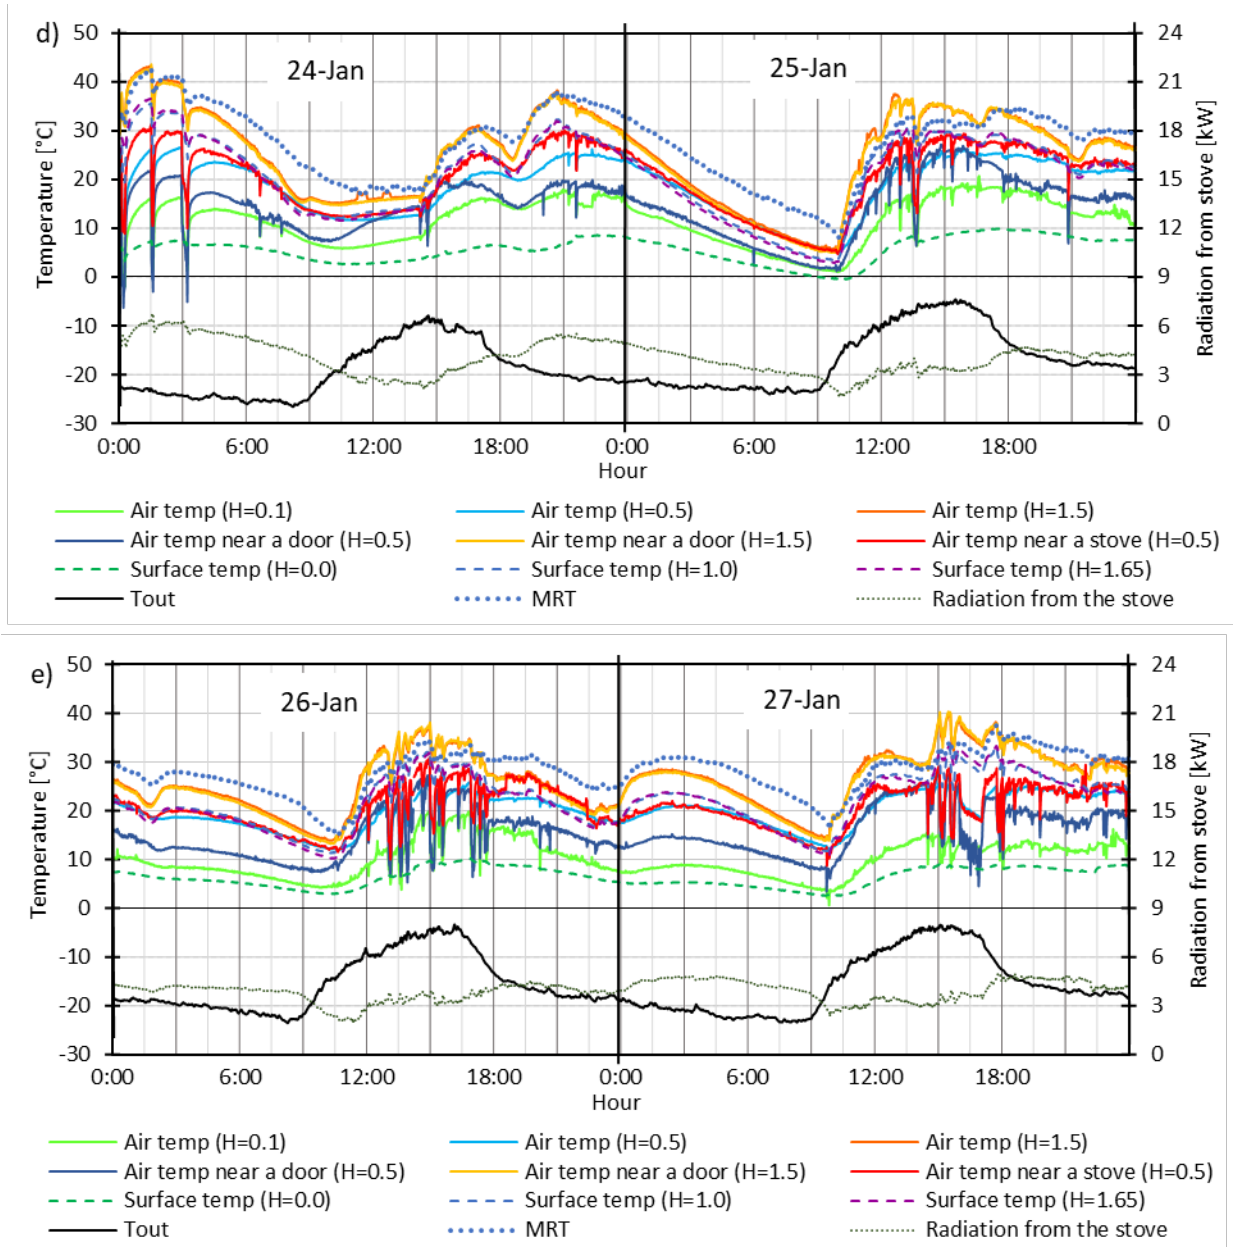 d)
24-Jan
25-Jan
50
40
30
20
10
0
-10
-20
-30
Temperature [°C]
24
21
18
15
12
9
6
3
0
Radiation from stove [kW]
0:00 6:00 12:00 18:00 0:00 6:00 12:00 18:00
Hour
Air temp (H=0.1) Air temp (H=0.5) Air temp (H=1.5)
Air temp near a door (H=0.5) Air temp near a door (H=1.5) Air temp near a stove (H=0.5)
Surface temp (H=0.0) Surface temp (H=1.0) Surface temp (H=1.65)
Tout MRT Radiation from the stove
e)
26-Jan
27-Jan
50
40
30
20
10
0
-10
-20
-30
Temperature [°C]
24
21
18
15
12
9
6
3
0
Radiation from stove [kW]
0:00 6:00 12:00 18:00 0:00 6:00 12:00 18:00
Hour
Air temp (H=0.1) Air temp (H=0.5) Air temp (H=1.5)
Air temp near a door (H=0.5) Air temp near a door (H=1.5) Air temp near a stove (H=0.5)
Surface temp (H=0.0) Surface temp (H=1.0) Surface temp (H=1.65)
Tout MRT Radiation from the stove